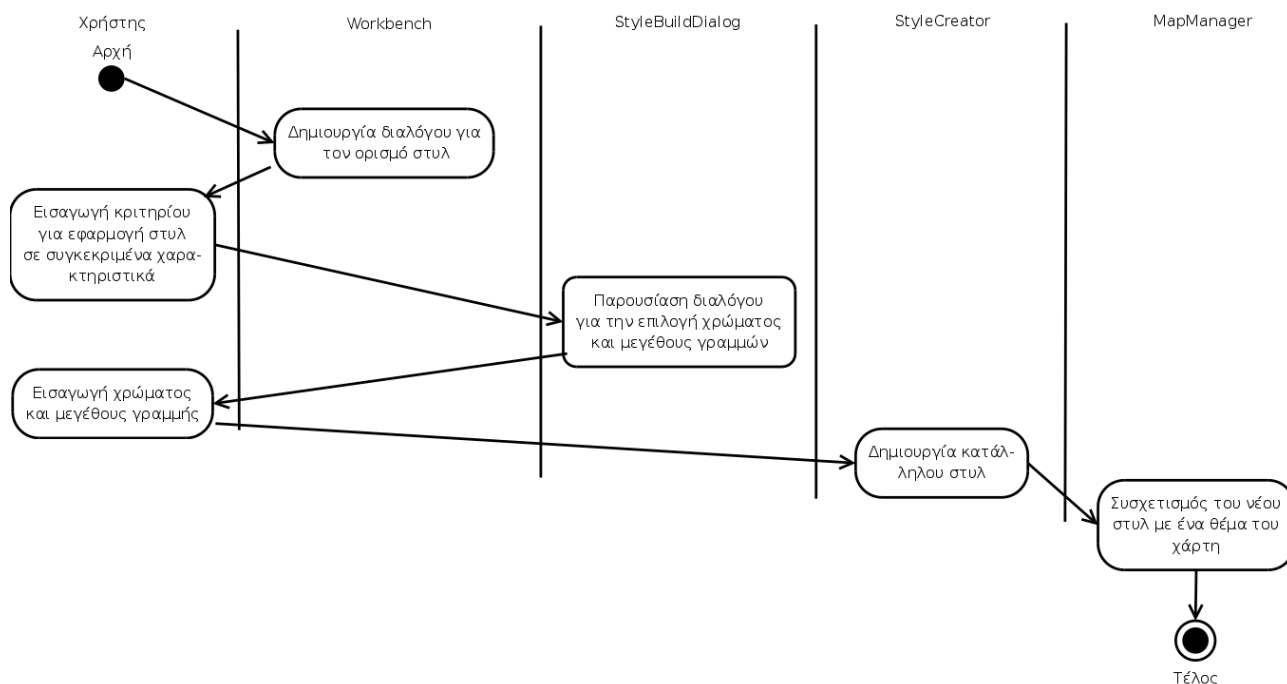 Χρήστης
Workbench
StyleBuildDialog
StyleCreator
MapManager
Αρχή
Δημιουργία διαλόγου για
τον ορισμό στυλ
Εισαγωγή κριτηρίου
για εφαρμογή στυλ
σε συγκεκριμένα χαρα-
κτηριστικά
Παρουσίαση διαλόγου
για την επιλογή χρώματος
και μεγέθους γραμμών
Εισαγωγή χρώματος
και μεγέθους γραμμής
Δημιουργία κατάλ-
ληλου στυλ
Συσχετισμός του νέου
στυλ με ένα θέμα του
χάρτη
Τέλος